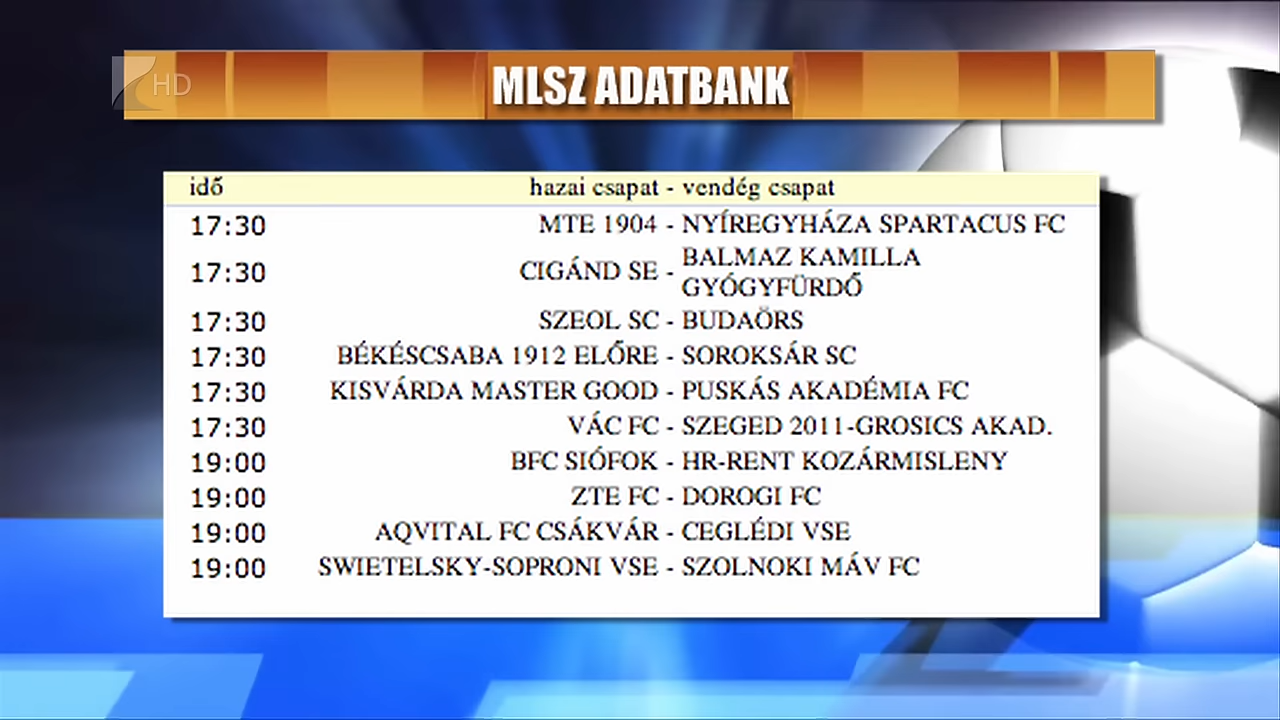 HD
MLSZ ADATBANK
idő hazai csapat - vendég csapat
17:30 MTE 1904 - NYÍREGYHÁZA SPARTACUS FC
17:30 CIGÁND SE - BALMAZ KAMILLA
GYÓGYFÜRDŐ
17:30 SZEOL SC - BUDAÖRS
17:30 BÉKÉSCSABA 1912 ELŐRE - SOROKSÁR SC
17:30 KISVÁRDA MASTER GOOD - PUSKÁS AKADÉMIA FC
17:30 VÁC FC - SZEGED 2011-GROSICS AKAD.
19:00 BFC SIÓFOK - HR-RENT KOZÁRMISLENY
19:00 ZTE FC - DOROGI FC
19:00 AQVITAL FC CSÁKVÁR - CEGLÉDI VSE
19:00 SWIETELSKY-SOPRONI VSE - SZOLNOKI MÁV FC